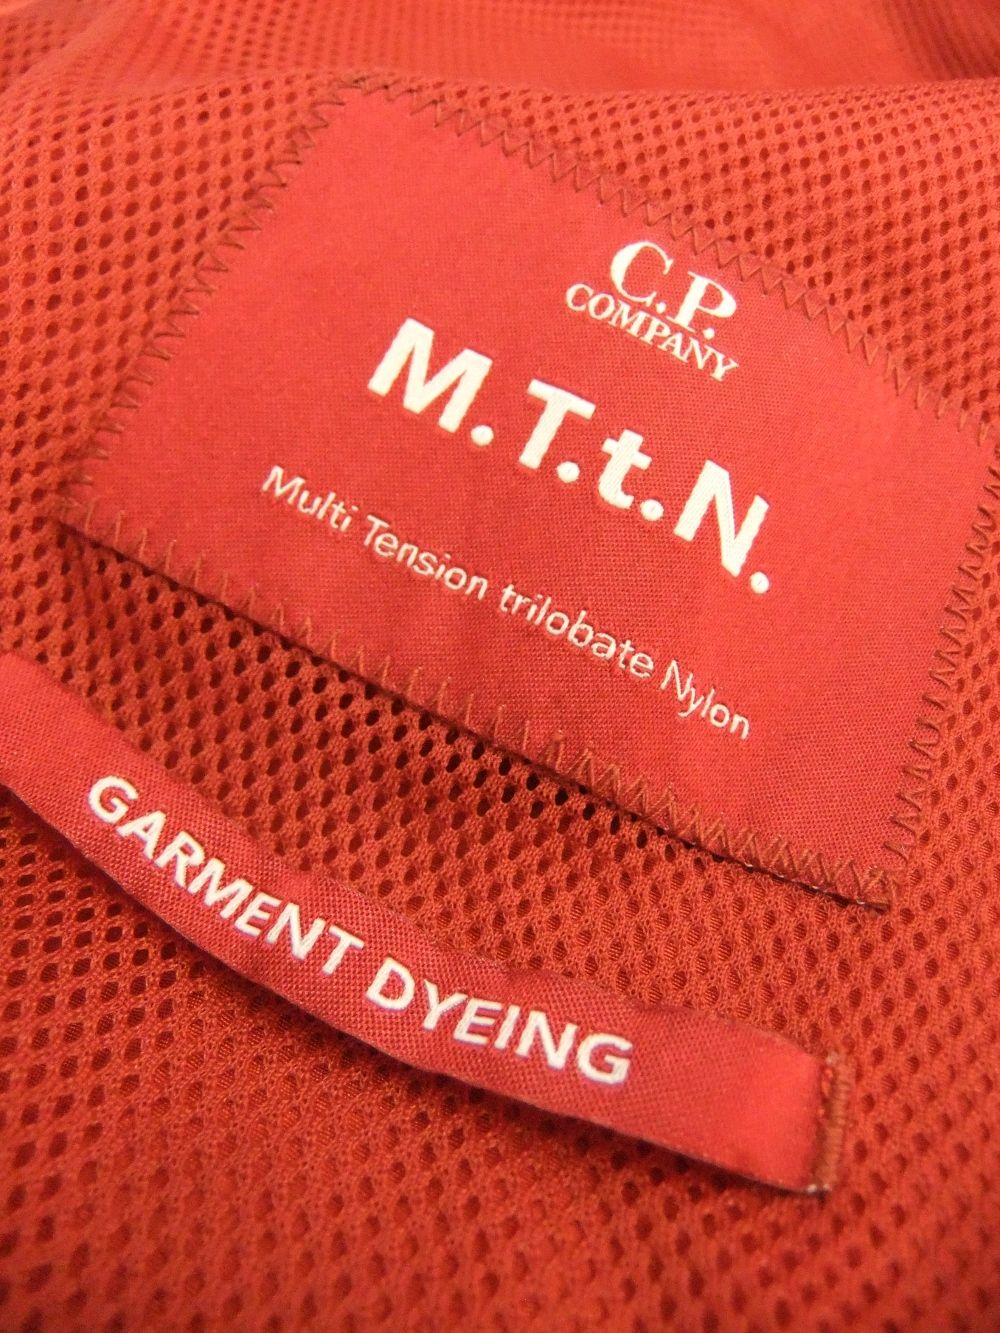 C.P.
COMPANY
M.T.t.N.
Multi Tension trilobate Nylon
GARMENT DYEING